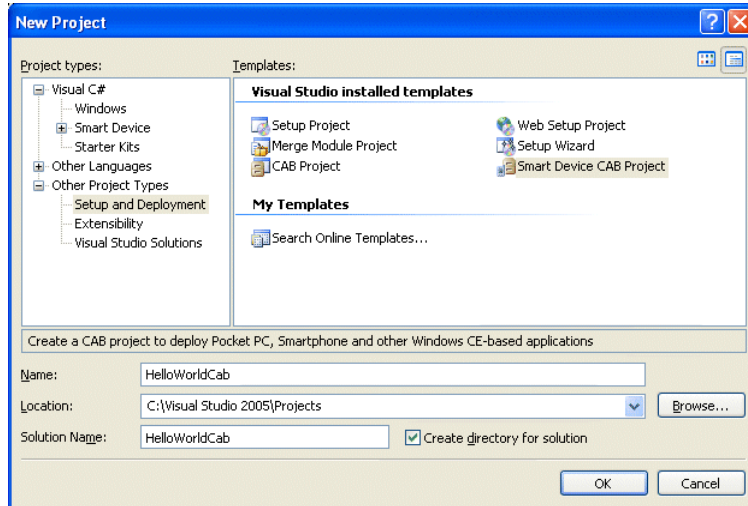 New Project
Project types:
Templates:
Visual C#
Windows
Smart Device
Starter Kits
Other Languages
Other Project Types
Setup and Deployment
Extensibility
Visual Studio Solutions
Visual Studio installed templates
Setup Project
Web Setup Project
Merge Module Project
Setup Wizard
CAB Project
Smart Device CAB Project
My Templates
Search Online Templates...
Create a CAB project to deploy Pocket PC, Smartphone and other Windows CE-based applications
Name:
HelloWorldCab
Location:
C:\Visual Studio 2005\Projects
Browse...
Solution Name:
HelloWorldCab
Create directory for solution
OK
Cancel